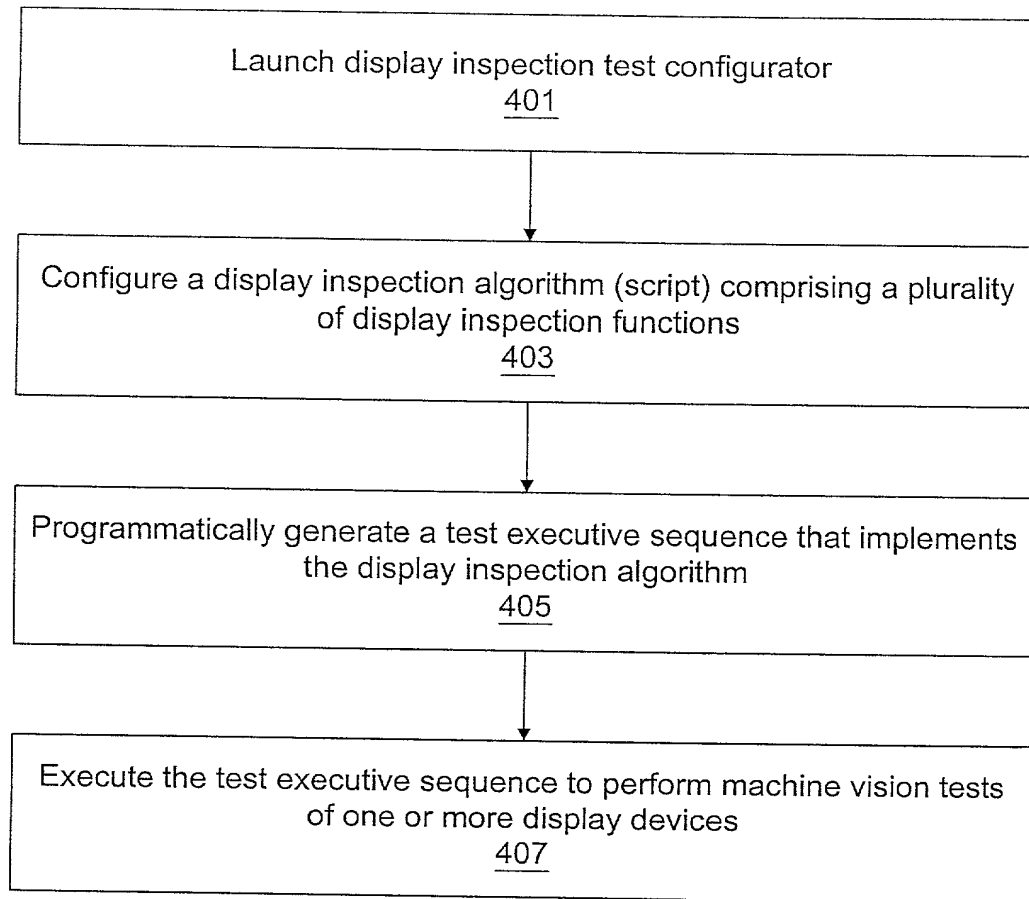 Launch display inspection test configurator
401
Configure a display inspection algorithm (script) comprising a plurality
of display inspection functions
403
Programmatically generate a test executive sequence that implements
the display inspection algorithm
405
Execute the test executive sequence to perform machine vision tests
of one or more display devices
407